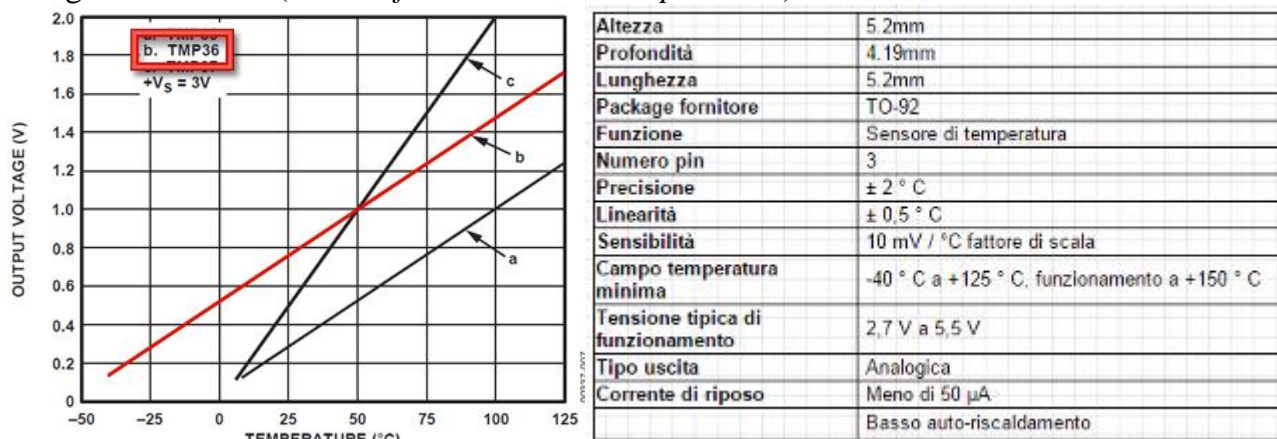 b. TMP36
+VS = 3V
OUTPUT VOLTAGE (V)
2.0
1.8
1.6
1.4
1.2
1.0
0.8
0.6
0.4
0.2
0
c
b
a
–50 –25 0 25 50 75 100 125
TEMPERATURE (°C)
Altezza 5.2mm
Profondità 4.19mm
Lunghezza 5.2mm
Package fornitore TO-92
Funzione Sensore di temperatura
Numero pin 3
Precisione ± 2 ° C
Linearità ± 0,5 ° C
Sensibilità 10 mV / °C fattore di scala
Campo temperatura
minima -40 ° C a +125 ° C, funzionamento a +150 ° C
Tensione tipica di
funzionamento 2,7 V a 5,5 V
Tipo uscita Analogica
Corrente di riposo Meno di 50 µA
Basso auto-riscaldamento